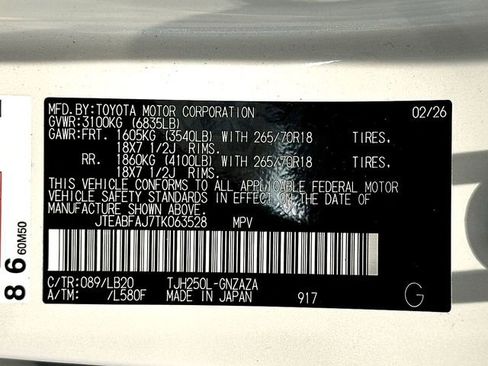 MFD.BY:TOYOTA MOTOR CORPORATION 02/26
GVWR:3100KG (6835LB)
GAWR:FRT. 1605KG (3540LB) WITH 265/70R18 TIRES,
18X7 1/2J RIMS.
RR. 1860KG (4100LB) WITH 265/70R18 TIRES,
18X7 1/2J RIMS.
THIS VEHICLE CONFORMS TO ALL APPLICABLE FEDERAL MOTOR
VEHICLE SAFETY STANDARDS IN EFFECT ON THE DATE OF
MANUFACTURE SHOWN ABOVE.
JTEABFAJ7TK063528 MPV
C/TR:089/LB20 TJH250L-GNZAZA
A/TM: /L580F MADE IN JAPAN 917 G
86
60M50